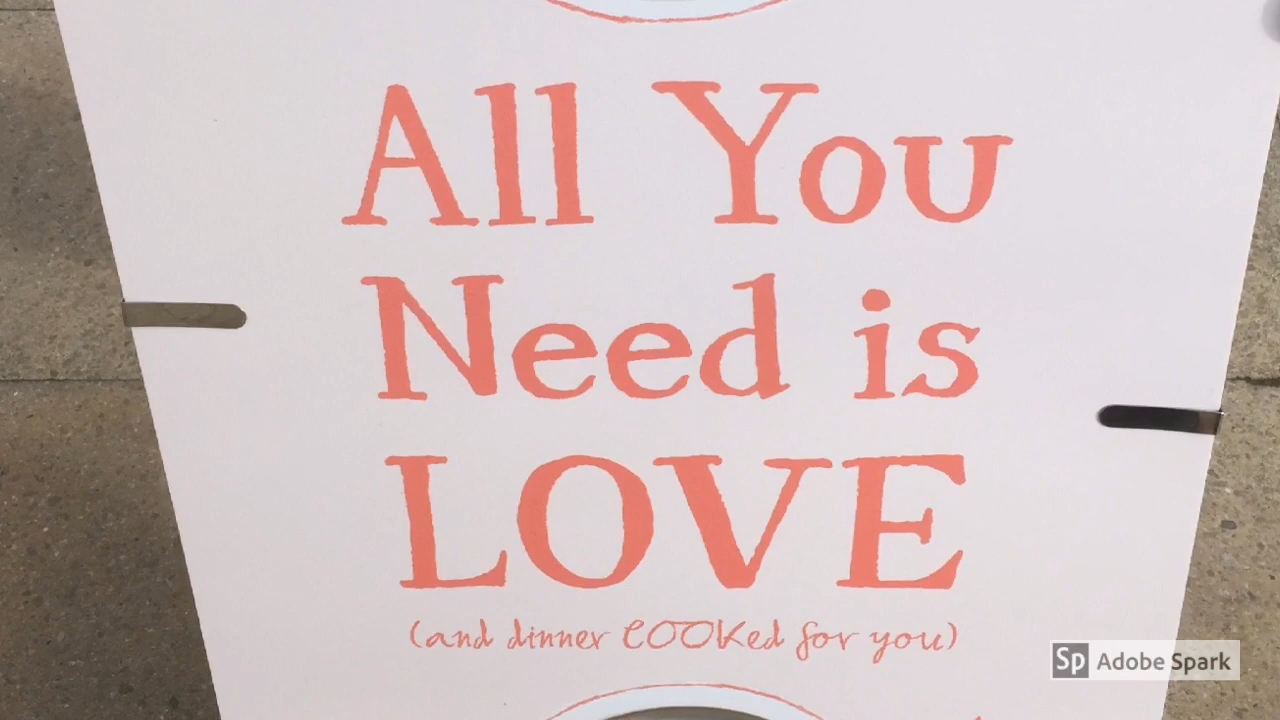 All You
Need is
LOVE
(and dinner COOKed for you)
Sp Adobe Spark